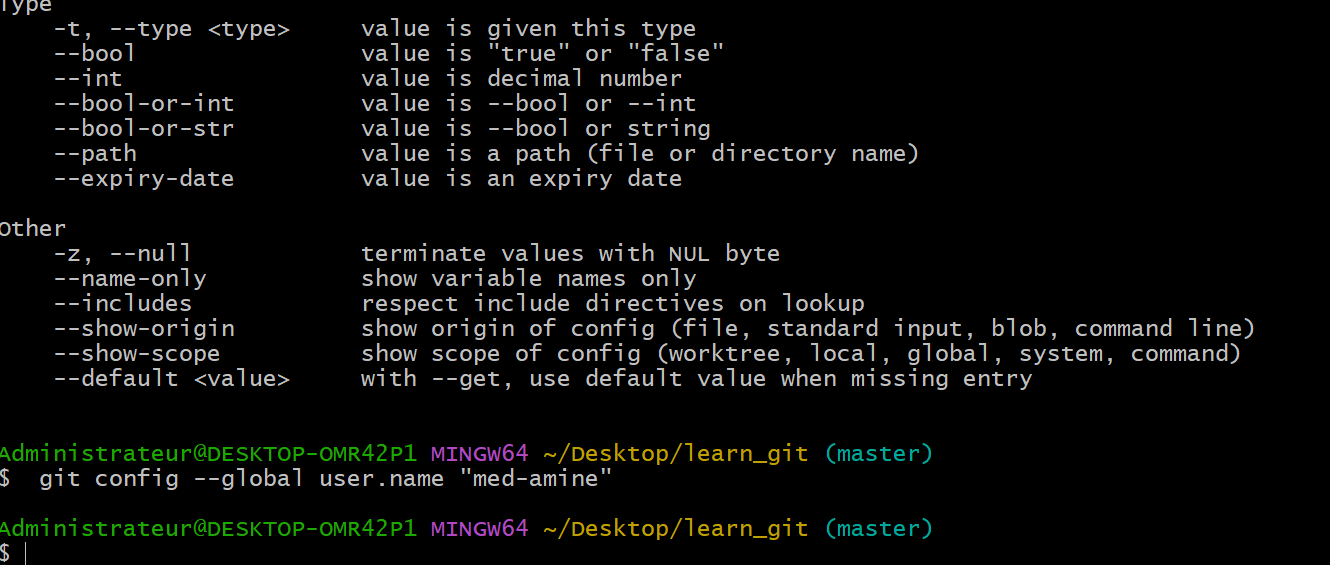 Type
    -t, --type <type>     value is given this type
    --bool                value is "true" or "false"
    --int                 value is decimal number
    --bool-or-int         value is --bool or --int
    --bool-or-str         value is --bool or string
    --path                value is a path (file or directory name)
    --expiry-date         value is an expiry date

Other
    -z, --null            terminate values with NUL byte
    --name-only           show variable names only
    --includes            respect include directives on lookup
    --show-origin         show origin of config (file, standard input, blob, command line)
    --show-scope          show scope of config (worktree, local, global, system, command)
    --default <value>     with --get, use default value when missing entry


Administrateur@DESKTOP-OMR42P1 MINGW64 ~/Desktop/learn_git (master)
$  git config --global user.name "med-amine"

Administrateur@DESKTOP-OMR42P1 MINGW64 ~/Desktop/learn_git (master)
$